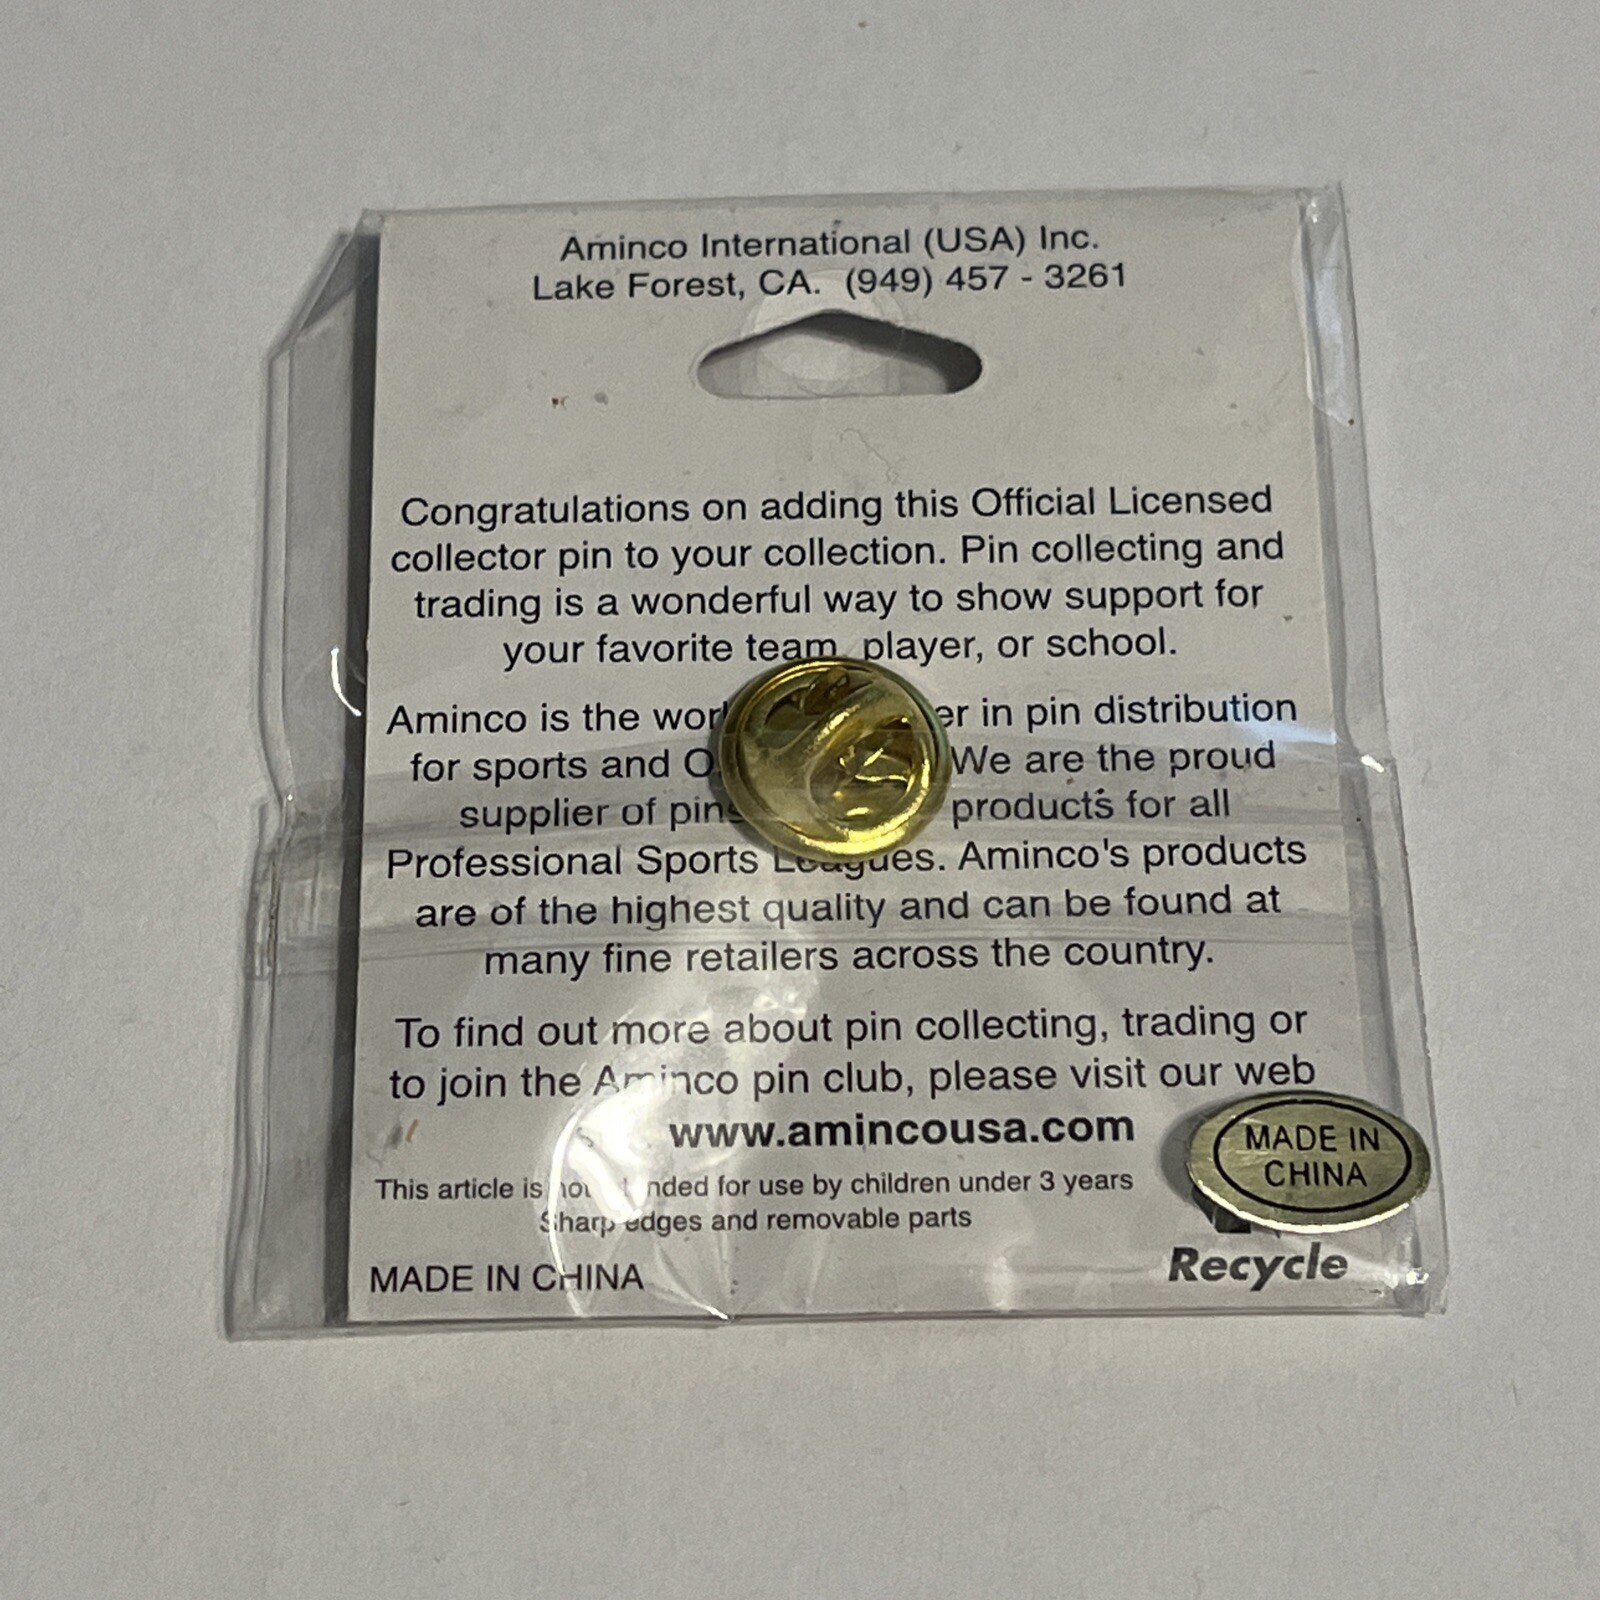 Aminco International (USA) Inc.
Lake Forest, CA. (949) 457 - 3261
Congratulations on adding this Official Licensed
collector pin to your collection. Pin collecting and
trading is a wonderful way to show support for
your favorite team, player, or school.
Aminco is the in pin distribution
for sports and We are the proud
supplier of pins products for all
Professional Sports Leagues. Aminco's products
are of the highest quality and can be found at
many fine retailers across the country.
To find out more about pin collecting, trading or
to join the Aminco pin club, please visit our web
www.amincousa.com
This article is not intended for use by children under 3 years
Sharp edges and removable parts
MADE IN CHINA
MADE IN
CHINA
Recycle